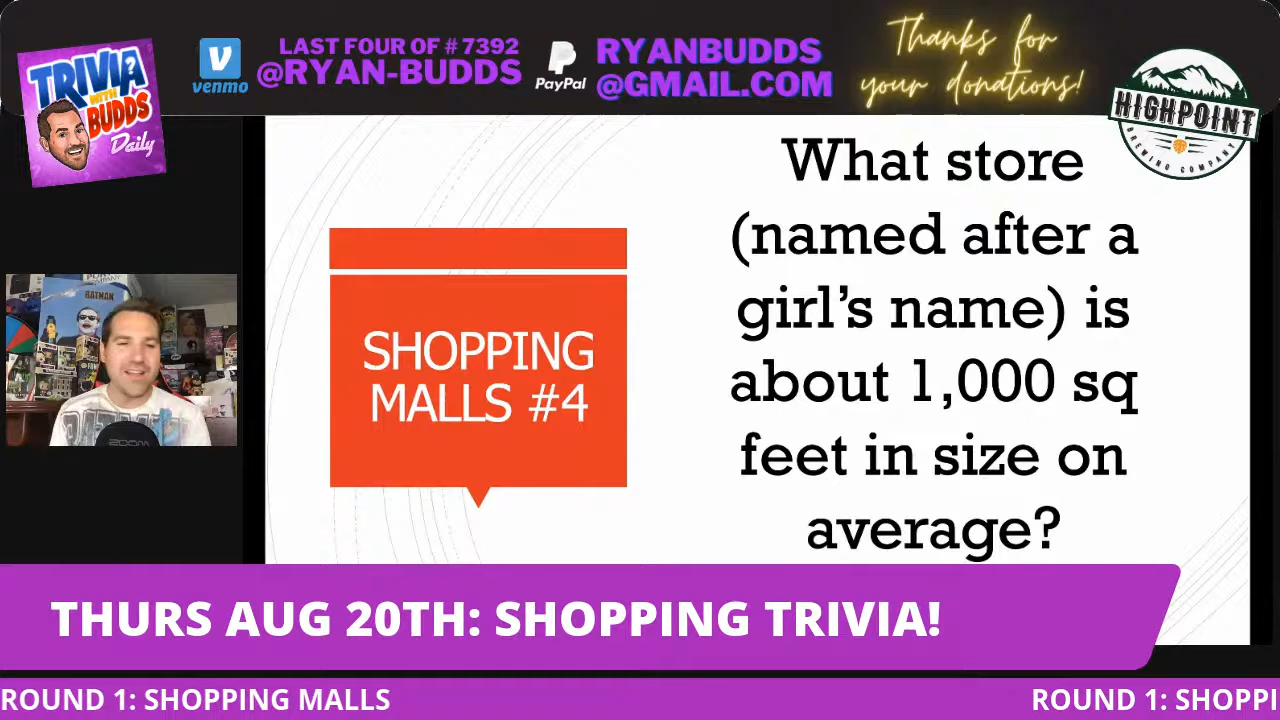 TRIVIA
WITH
BUDDS
Daily
venmo
LAST FOUR OF # 7392
@RYAN-BUDDS
PayPal
RYANBUDDS
@GMAIL.COM
Thanks for
your donations!
HIGHPOINT
BREWING COMPANY
What store
(named after a
girl’s name) is
about 1,000 sq
feet in size on
average?
SHOPPING
MALLS #4
BATMAN
zoom
THURS AUG 20TH: SHOPPING TRIVIA!
ROUND 1: SHOPPING MALLS
ROUND 1: SHOPPI